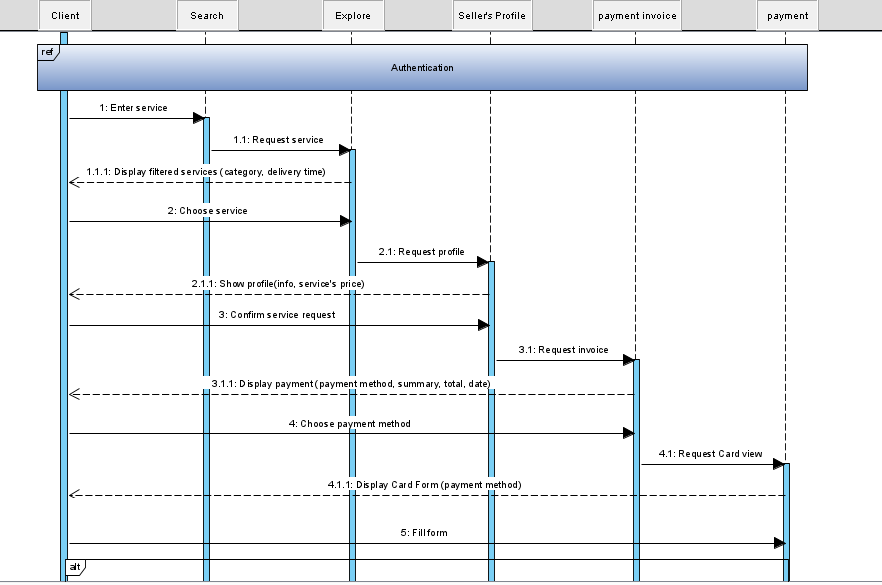 Client
Search
Explore
Seller's Profile
payment invoice
payment
ref
Authentication
1: Enter service
1.1: Request service
1.1.1: Display filtered services (category, delivery time)
2: Choose service
2.1: Request profile
2.1.1: Show profile(info, service's price)
3: Confirm service request
3.1: Request invoice
3.1.1: Display payment (payment method, summary, total, date)
4: Choose payment method
4.1: Request Card view
4.1.1: Display Card Form (payment method)
5: Fill form
alt